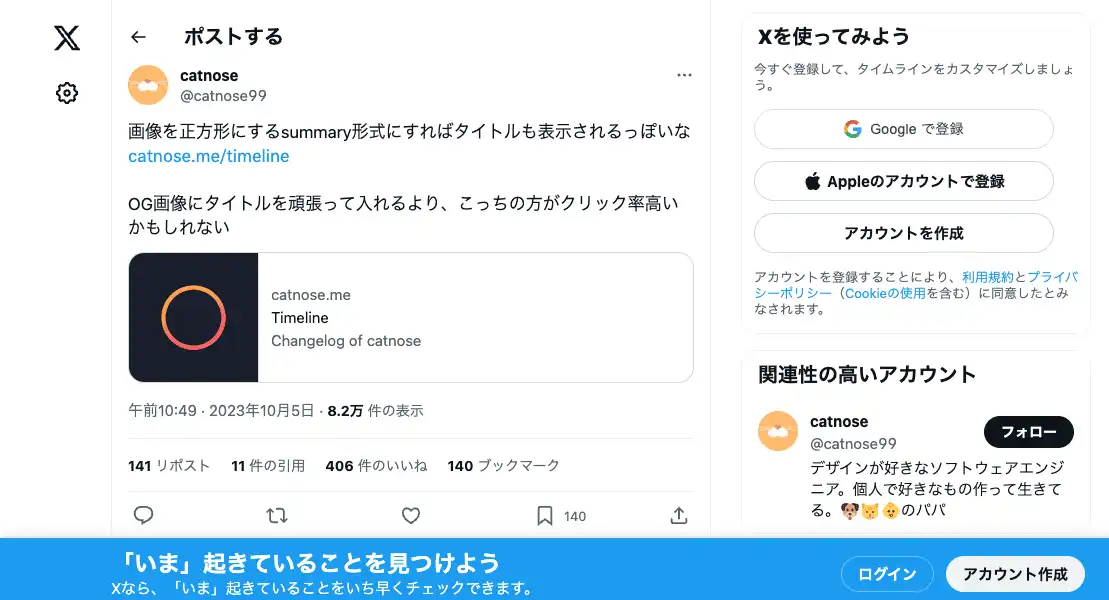 ポストする
catnose
@catnose99
画像を正方形にするsummary形式にすればタイトルも表示されるっぽいな
catnose.me/timeline
OG画像にタイトルを頑張って入れるより、こっちの方がクリック率高い
かもしれない
catnose.me
Timeline
Changelog of catnose
午前10:49 · 2023年10月5日 · 8.2万 件の表示
141 リポスト 11 件の引用 406 件のいいね 140 ブックマーク
140
Xを使ってみよう
今すぐ登録して、タイムラインをカスタマイズしましょ
う。
Google で登録
Appleのアカウントで登録
アカウントを作成
アカウントを登録することにより、利用規約とプライバ
シーポリシー（Cookieの使用を含む）に同意したとみ
なされます。
関連性の高いアカウント
catnose
@catnose99
フォロー
デザインが好きなソフトウェアエンジ
ニア。個人で好きなもの作って生きて
る。🐶🐱🐥のパパ
「いま」起きていることを見つけよう
Xなら、「いま」起きていることをいち早くチェックできます。
ログイン
アカウント作成